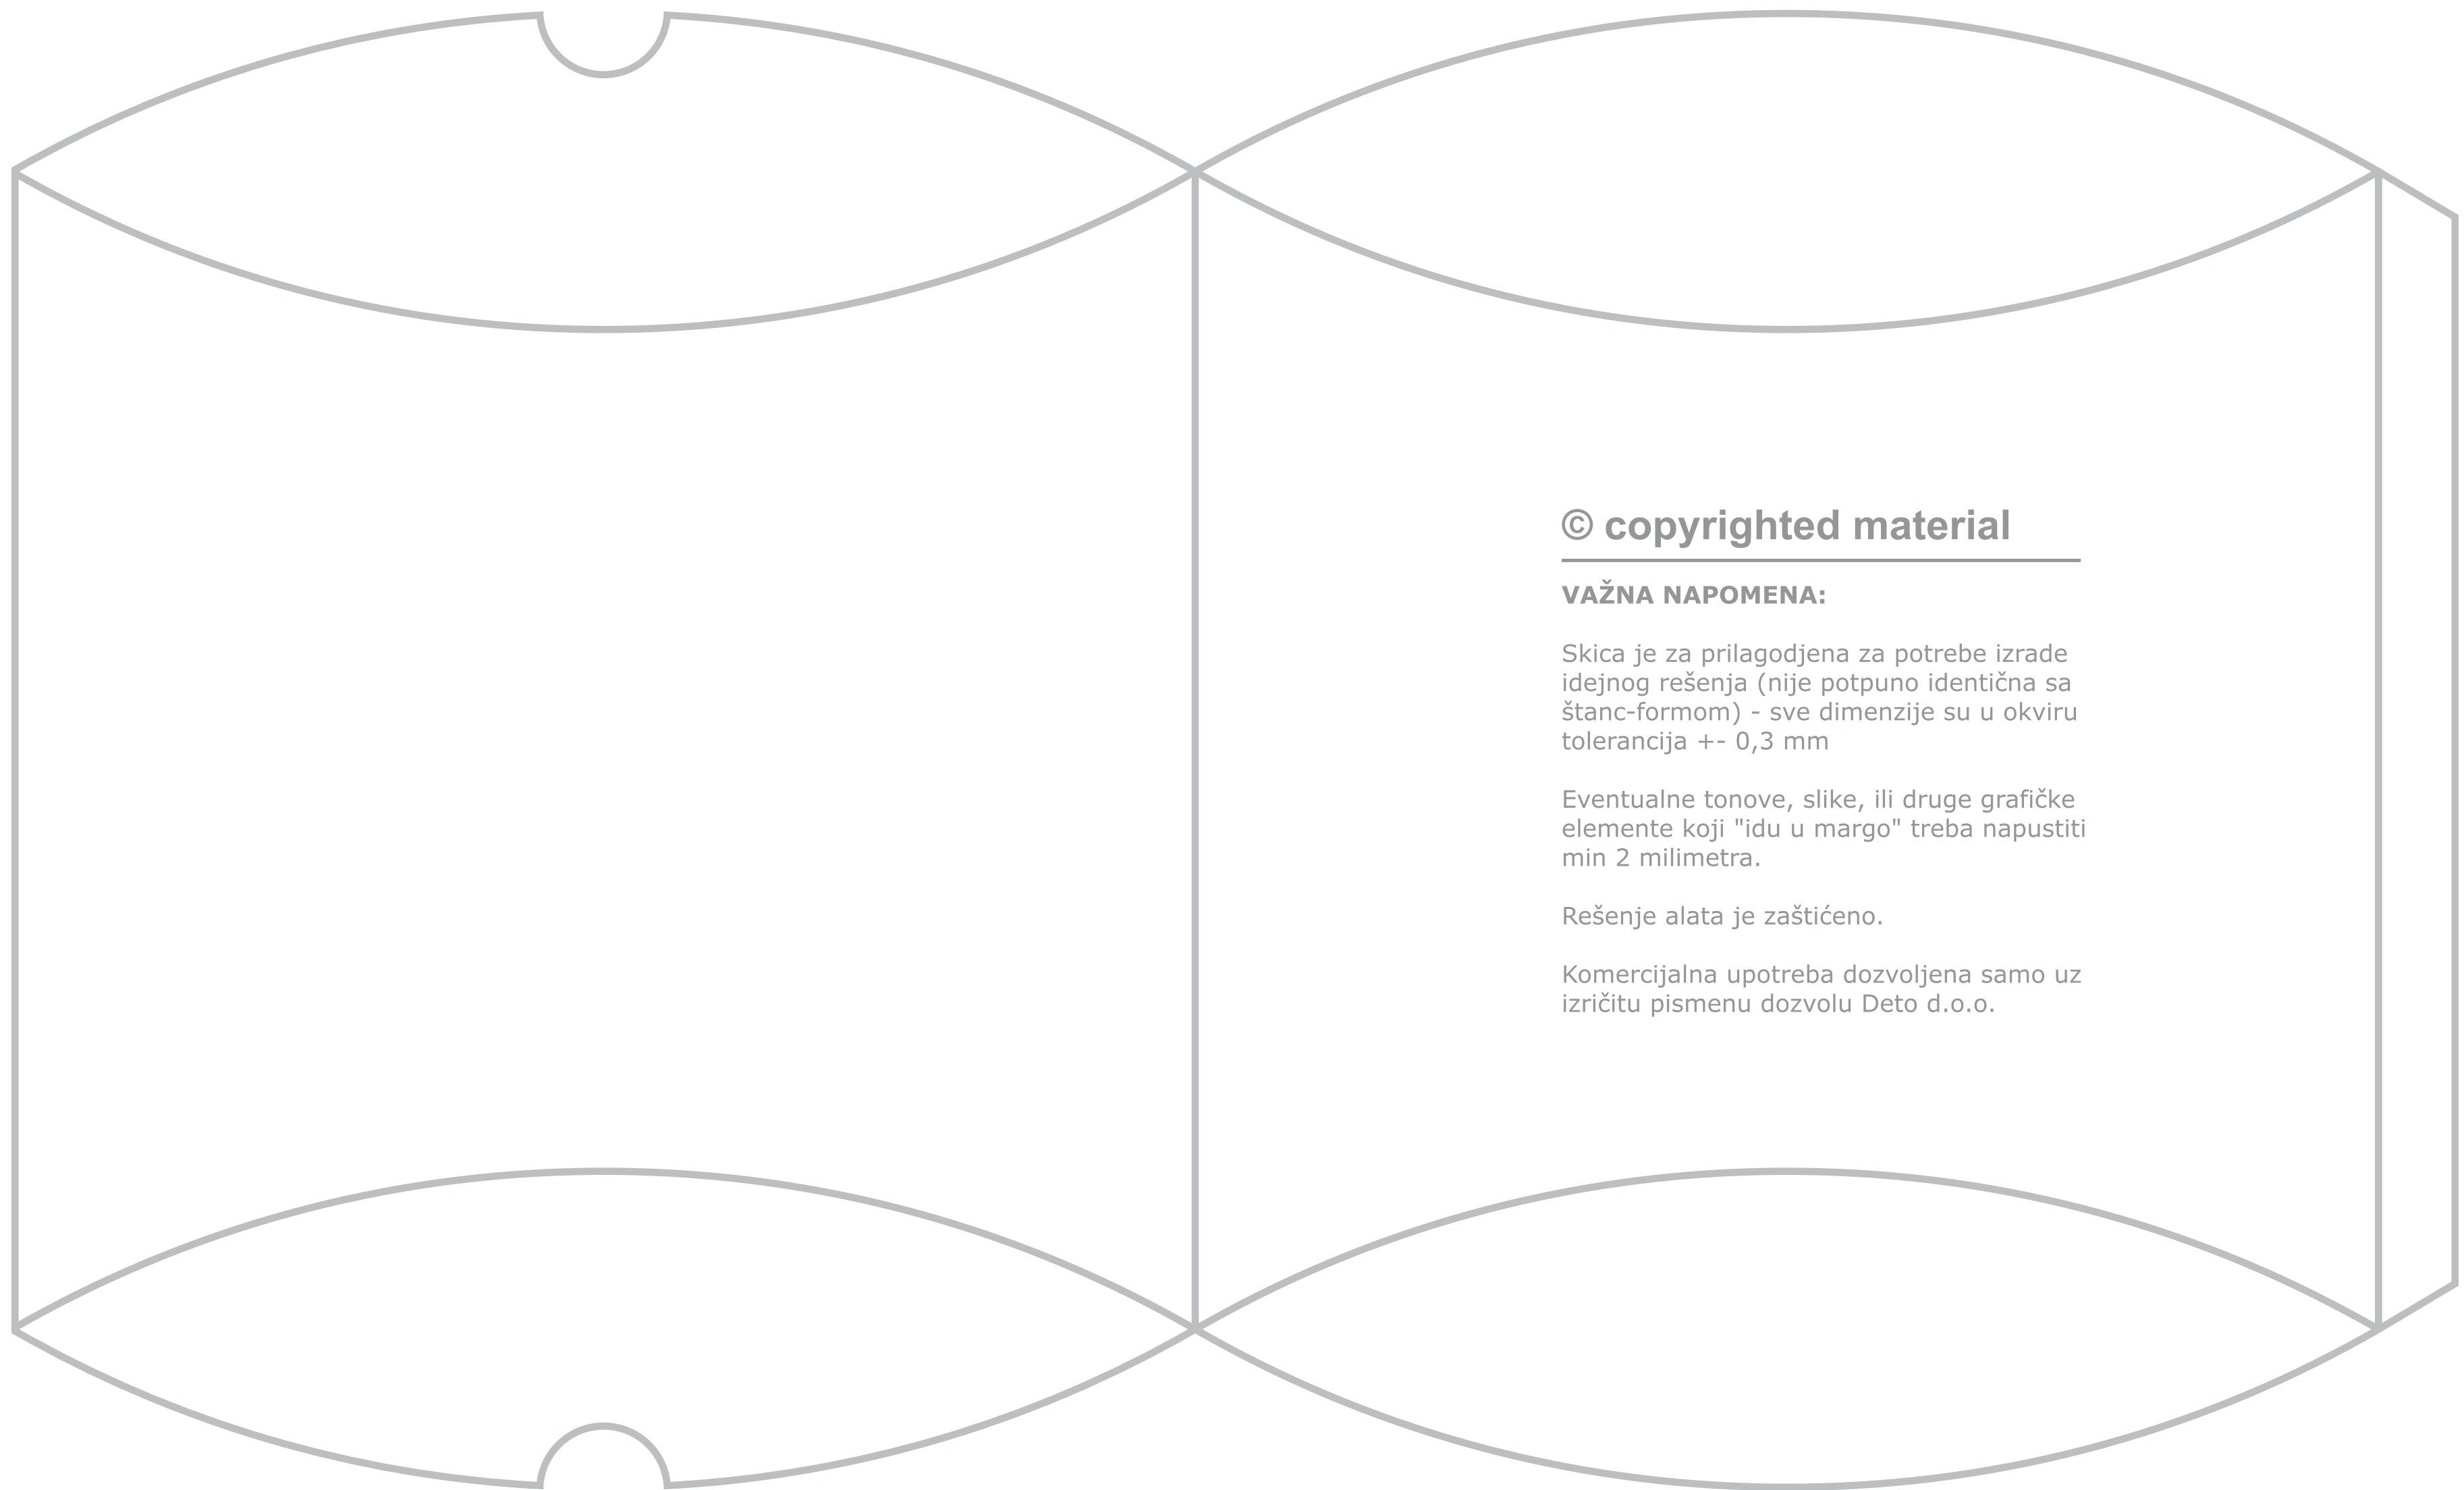 © copyrighted material
VAŽNA NAPOMENA:
Skica je za prilagodjena za potrebe izrade
idejnog rešenja (nije potpuno identična sa
štanc-formom) - sve dimenzije su u okviru
tolerancija +- 0,3 mm
Eventualne tonove, slike, ili druge grafičke
elemente koji "idu u margo" treba napustiti
min 2 milimetra.
Rešenje alata je zaštićeno.
Komercijalna upotreba dozvoljena samo uz
izričitu pismenu dozvolu Deto d.o.o.